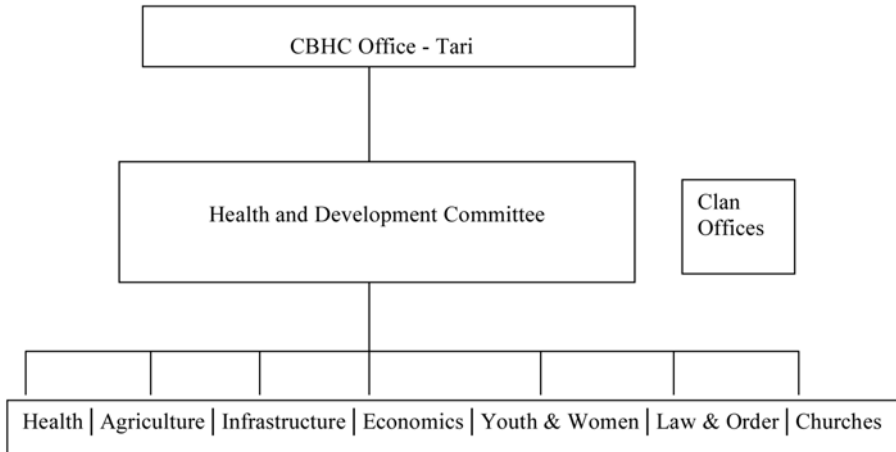 CBHC Office - Tari
Health and Development Committee
Clan
Offices
Health | Agriculture | Infrastructure | Economics | Youth & Women | Law & Order | Churches